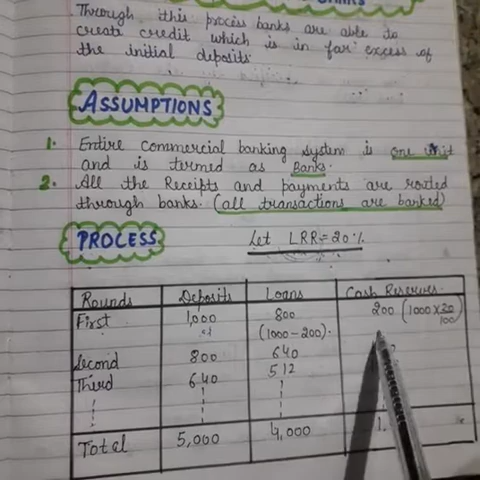 Through this process banks are able to
create credit which is in far excess of
the initial deposits
ASSUMPTIONS
1. Entire commercial banking system is one unit
and is termed as Banks.
2. All the Receipts and payments are routed
through banks. (all transactions are banked)
PROCESS Let LRR = 20%
Rounds Deposits Loans Cash Reserves
First 1,000 800 200 (1000 × 20/100)
(1000-200).
Second 800 640
Third 640 512
Total 5,000 4,000 1,